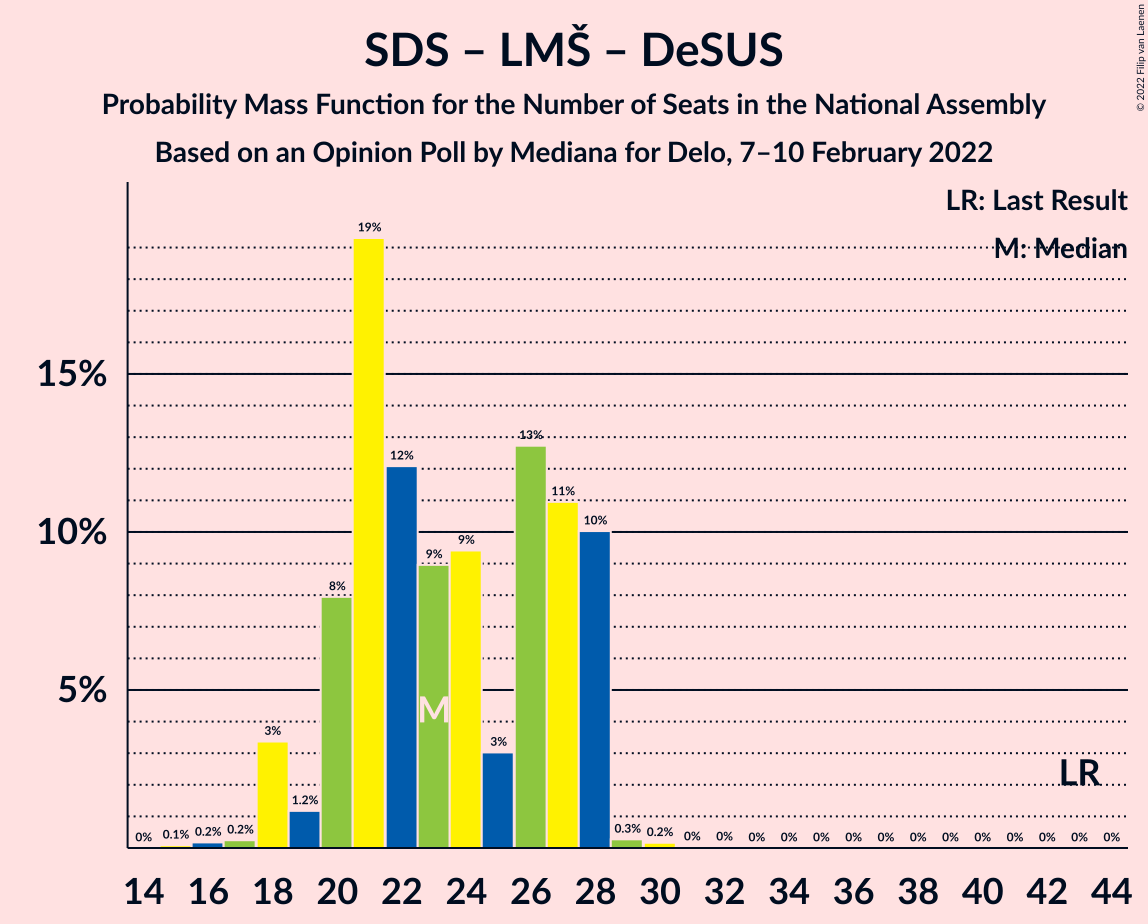 SDS – LMŠ – DeSUS
Probability Mass Function for the Number of Seats in the National Assembly
Based on an Opinion Poll by Mediana for Delo, 7–10 February 2022
© 2022 Filip van Laenen
LR: Last Result
M: Median
15%
10%
5%
0% 0.1% 0.2% 0.2% 3% 1.2% 8% 19% 12% 9% 9% 3% 13% 11% 10% 0.3% 0.2% 0% 0% 0% 0% 0% 0% 0% 0% 0% 0% 0% 0% 0% 0%
M
LR
14 16 18 20 22 24 26 28 30 32 34 36 38 40 42 44